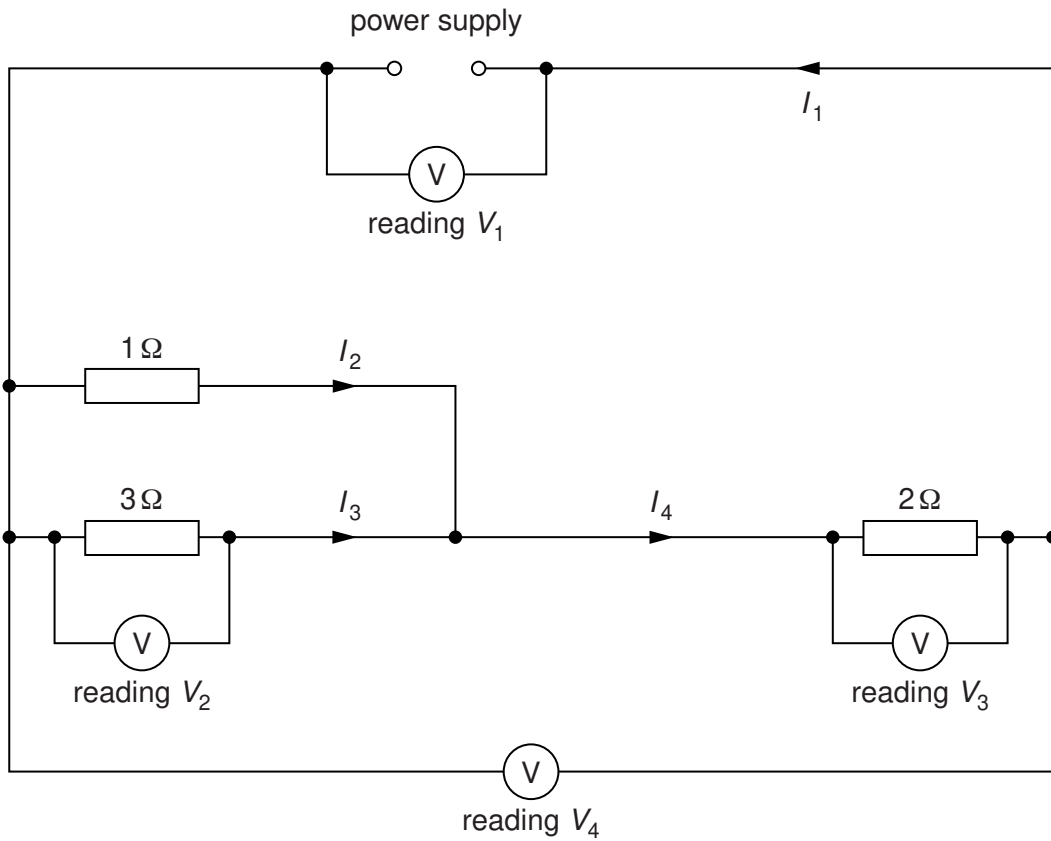 power supply
I1
V
reading V1
1 Ω
I2
3 Ω
I3
I4
2 Ω
V
V
reading V2
reading V3
V
reading V4